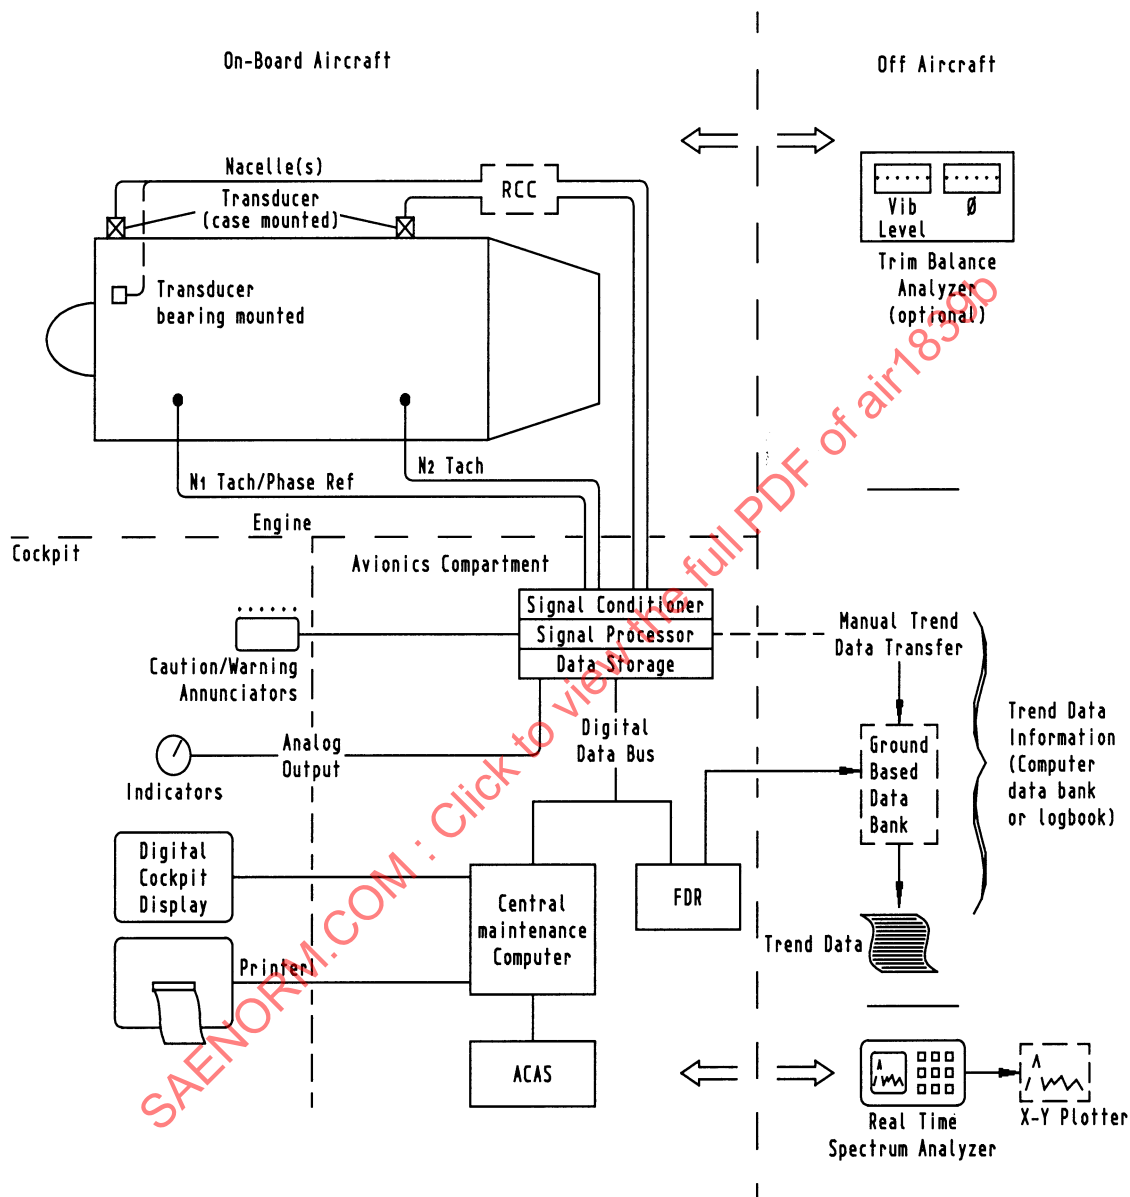 On-Board Aircraft
Off Aircraft
Nacelle(s)
RCC
Transducer
(case mounted)
Transducer
bearing mounted
Vib
Level
Ø
Trim Balance
Analyzer
(optional)
N1 Tach/Phase Ref
N2 Tach
Engine
Cockpit
Avionics Compartment
Signal Conditioner
Signal Processor
Data Storage
Caution/Warning
Annunciators
Manual Trend
Data Transfer
Analog
Output
Indicators
Digital
Data Bus
Ground
Based
Data
Bank
Trend Data
Information
(Computer
data bank
or logbook)
Digital
Cockpit
Display
Central
maintenance
Computer
FDR
Trend Data
Printer
ACAS
Real Time
Spectrum Analyzer
X-Y Plotter
SAENORM.COM : Click to view the full PDF of air1839b